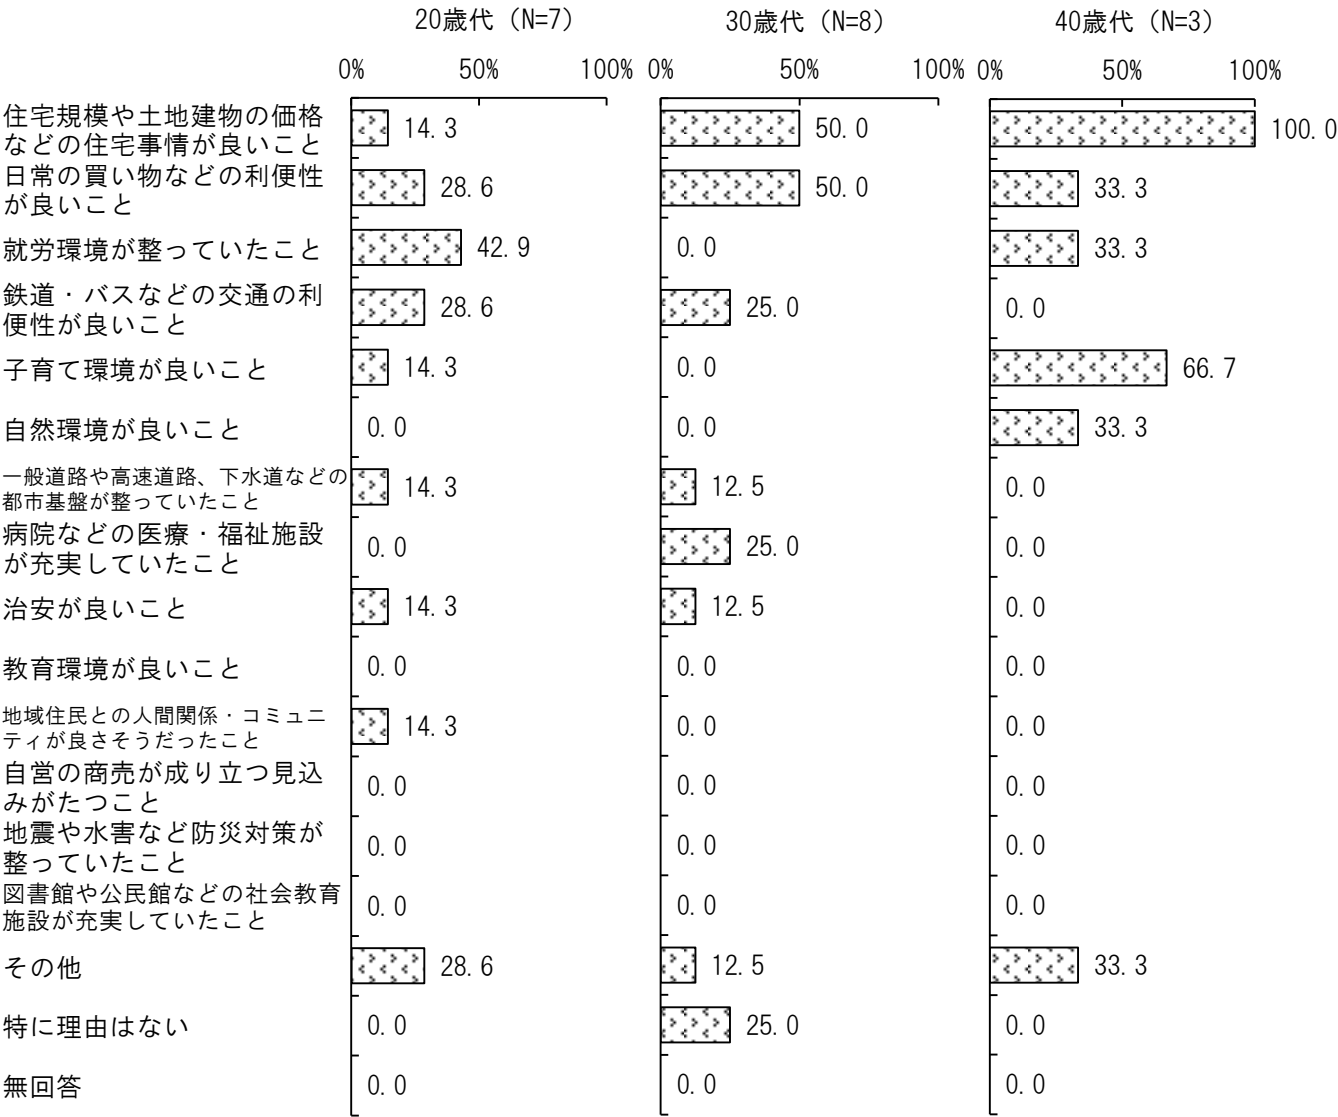 20歳代（N=7）
30歳代（N=8）
40歳代（N=3）
0% 50% 100% 0% 50% 100% 0% 50% 100%
住宅規模や土地建物の価格
などの住宅事情が良いこと
14.3 50.0 100.0
日常の買い物などの利便性
が良いこと
28.6 50.0 33.3
就労環境が整っていたこと
42.9 0.0 33.3
鉄道・バスなどの交通の利
便性が良いこと
28.6 25.0 0.0
子育て環境が良いこと
14.3 0.0 66.7
自然環境が良いこと
0.0 0.0 33.3
一般道路や高速道路、下水道などの
都市基盤が整っていたこと
14.3 12.5 0.0
病院などの医療・福祉施設
が充実していたこと
0.0 25.0 0.0
治安が良いこと
14.3 12.5 0.0
教育環境が良いこと
0.0 0.0 0.0
地域住民との人間関係・コミュニ
ティが良さそうだったこと
14.3 0.0 0.0
自営の商売が成り立つ見込
みがたつこと
0.0 0.0 0.0
地震や水害など防災対策が
整っていたこと
0.0 0.0 0.0
図書館や公民館などの社会教育
施設が充実していたこと
0.0 0.0 0.0
その他
28.6 12.5 33.3
特に理由はない
0.0 25.0 0.0
無回答
0.0 0.0 0.0